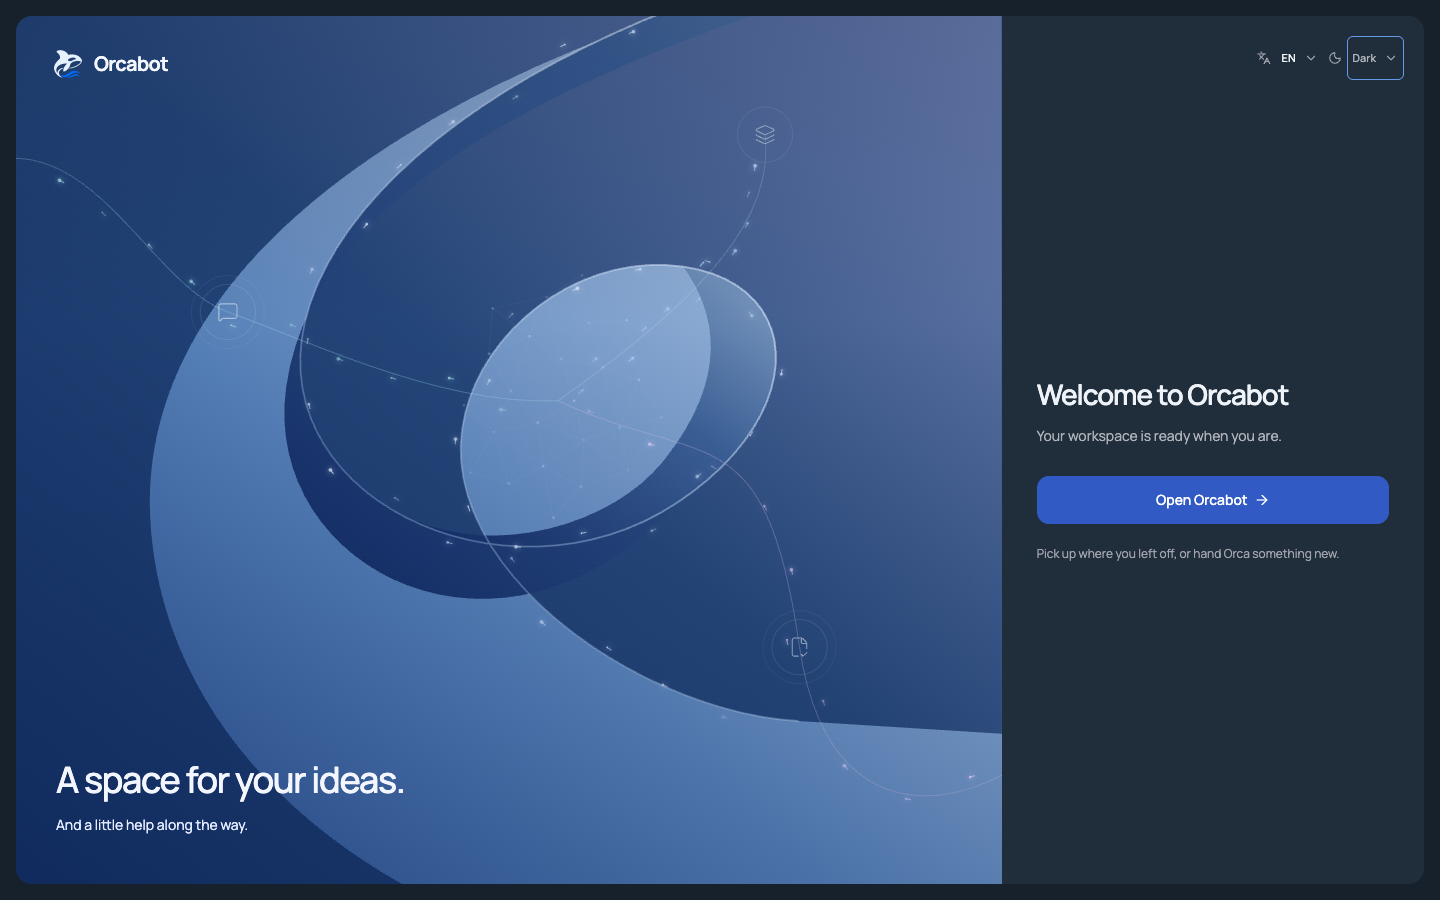 Orcabot
EN
Dark
Welcome to Orcabot
Your workspace is ready when you are.
Open Orcabot →
Pick up where you left off, or hand Orca something new.
A space for your ideas.
And a little help along the way.